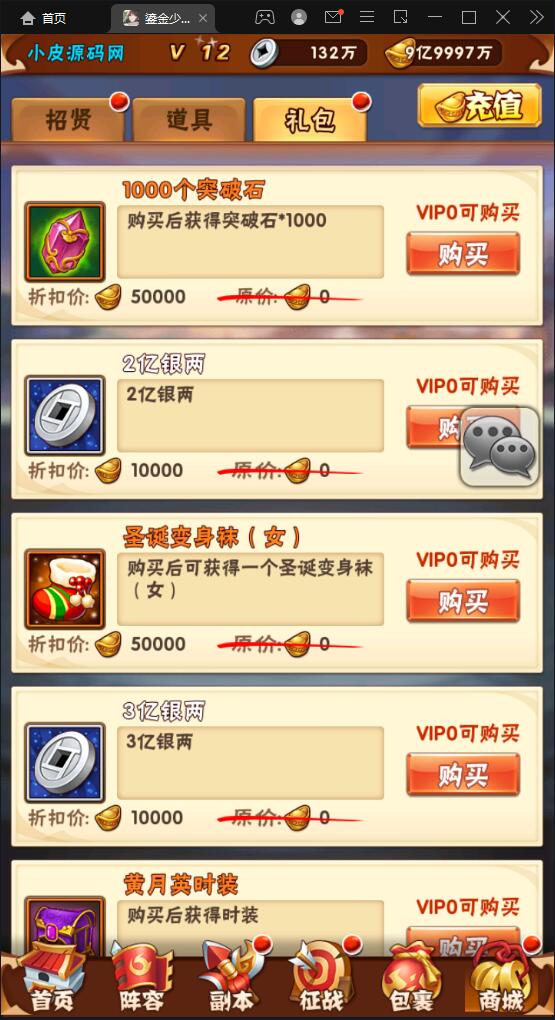 首页
鎏金少...
小皮源码网
V 12
132万
9亿9997万
招贤
道具
礼包
充值
1000个突破石
购买后获得突破石*1000
VIP0可购买
购买
折扣价: 50000
原价: 0
2亿银两
2亿银两
VIP0可购买
购
折扣价: 10000
原价: 0
圣诞变身袜（女）
购买后可获得一个圣诞变身袜
（女）
VIP0可购买
购买
折扣价: 50000
原价: 0
3亿银两
3亿银两
VIP0可购买
购买
折扣价: 10000
原价: 0
黄月英时装
购买后获得时装
VIP0可购买
购买
首页
阵容
副本
征战
包裹
商城